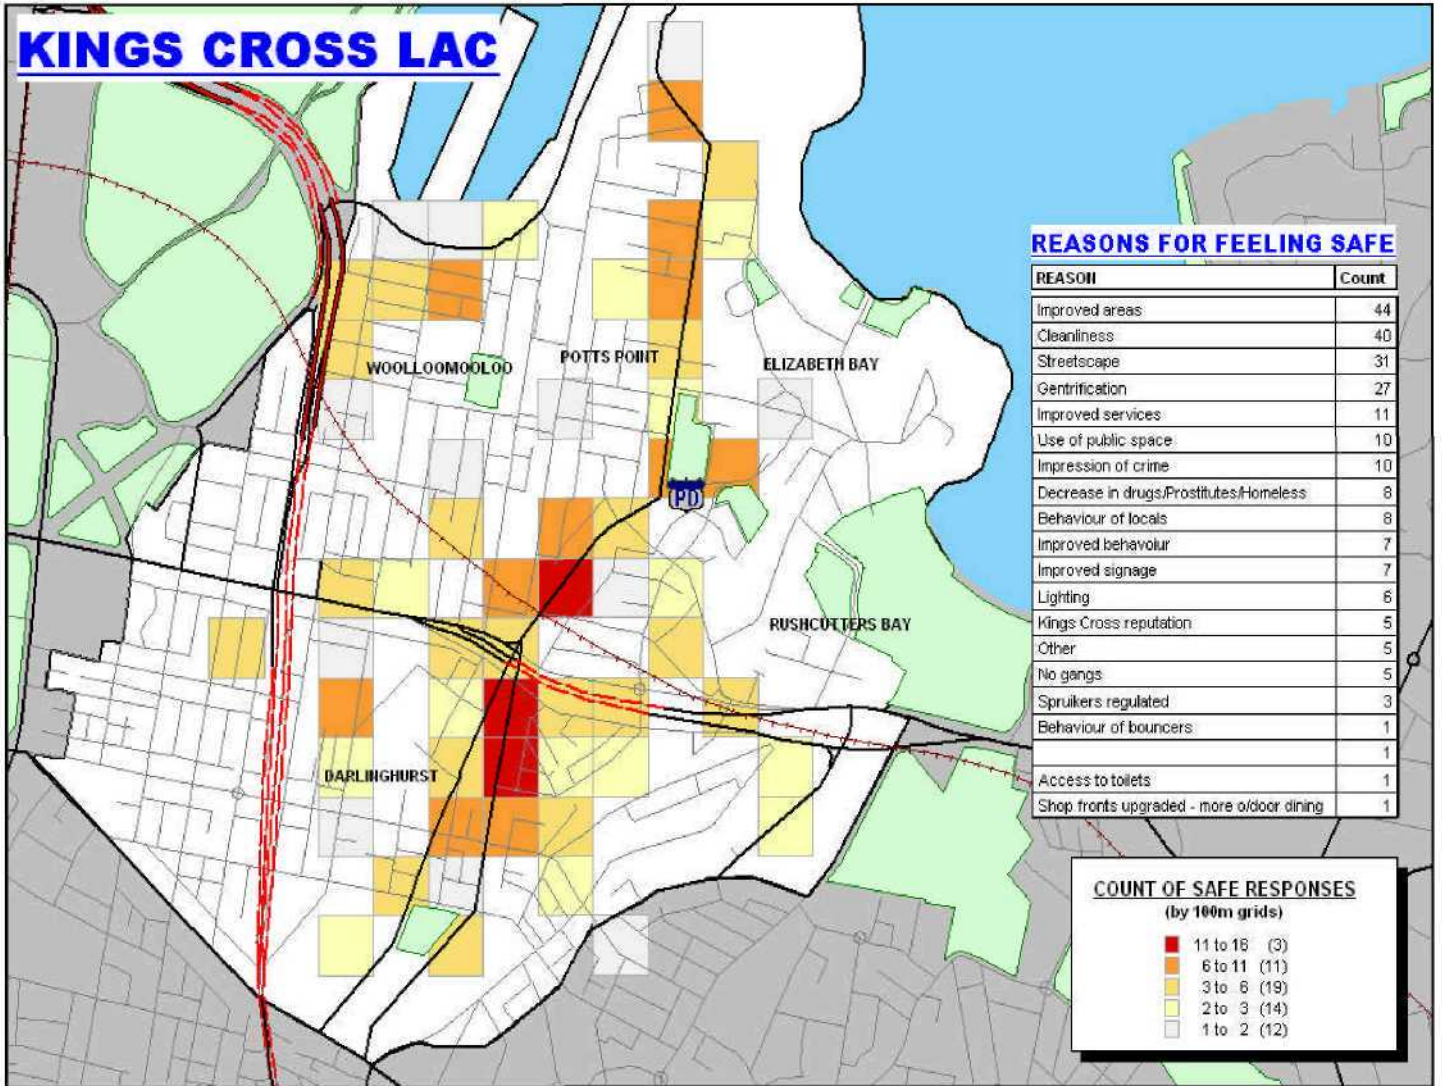 KINGS CROSS LAC
REASONS FOR FEELING SAFE
REASON Count
Improved areas 44
Cleanliness 40
Streetscape 31
Gentrification 27
Improved services 11
Use of public space 10
Impression of crime 10
Decrease in drugs/Prostitutes/Homeless 8
Behaviour of locals 8
Improved behavoiur 7
Improved signage 7
Lighting 6
Kings Cross reputation 5
Other 5
No gangs 5
Spruikers regulated 3
Behaviour of bouncers 1
1
Access to toilets 1
Shop fronts upgraded - more o/door dining 1
WOOLLOOMOOLOO
POTTS POINT
ELIZABETH BAY
PD
RUSHCUTTERS BAY
DARLINGHURST
COUNT OF SAFE RESPONSES
(by 100m grids)
11 to 16 (3)
6 to 11 (11)
3 to 6 (19)
2 to 3 (14)
1 to 2 (12)